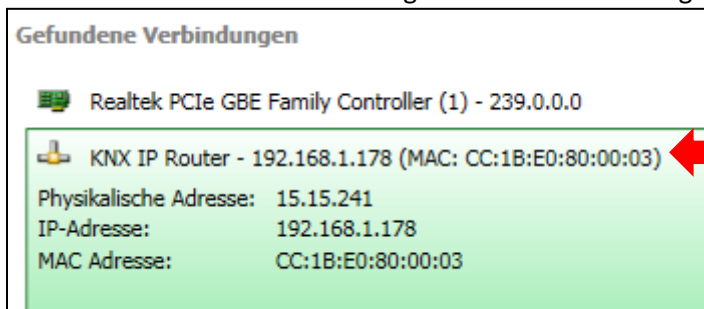 Gefundene Verbindungen
Realtek PCIe GBE Family Controller (1) - 239.0.0.0
KNX IP Router - 192.168.1.178 (MAC: CC:1B:E0:80:00:03)
Physikalische Adresse: 15.15.241
IP-Adresse: 192.168.1.178
MAC Adresse: CC:1B:E0:80:00:03